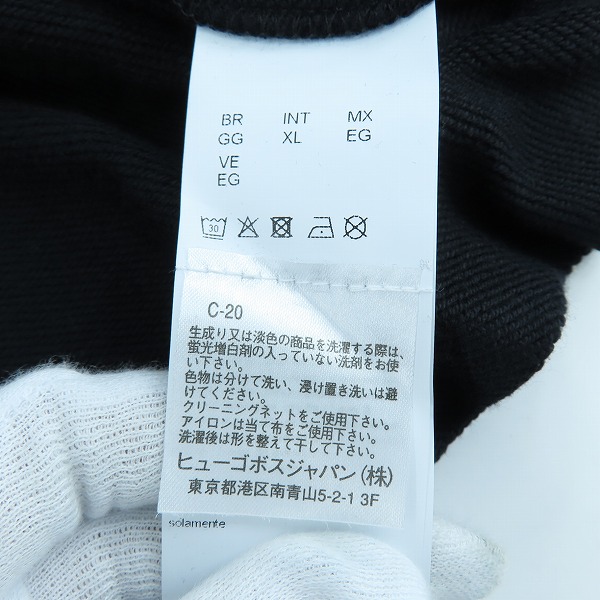 BR INT MX
GG XL EG
VE
EG
30
C-20
生成り又は淡色の商品を洗濯する際は、
蛍光増白剤の入っていない洗剤をお使
い下さい。
色物は分けて洗い、浸け置き洗いは避
けてください。
クリーニングネットをご使用下さい。
アイロンは当て布をご使用下さい。
洗濯後は形を整えて干して下さい。
ヒューゴボスジャパン(株)
東京都港区南青山5-2-1 3F
solamente